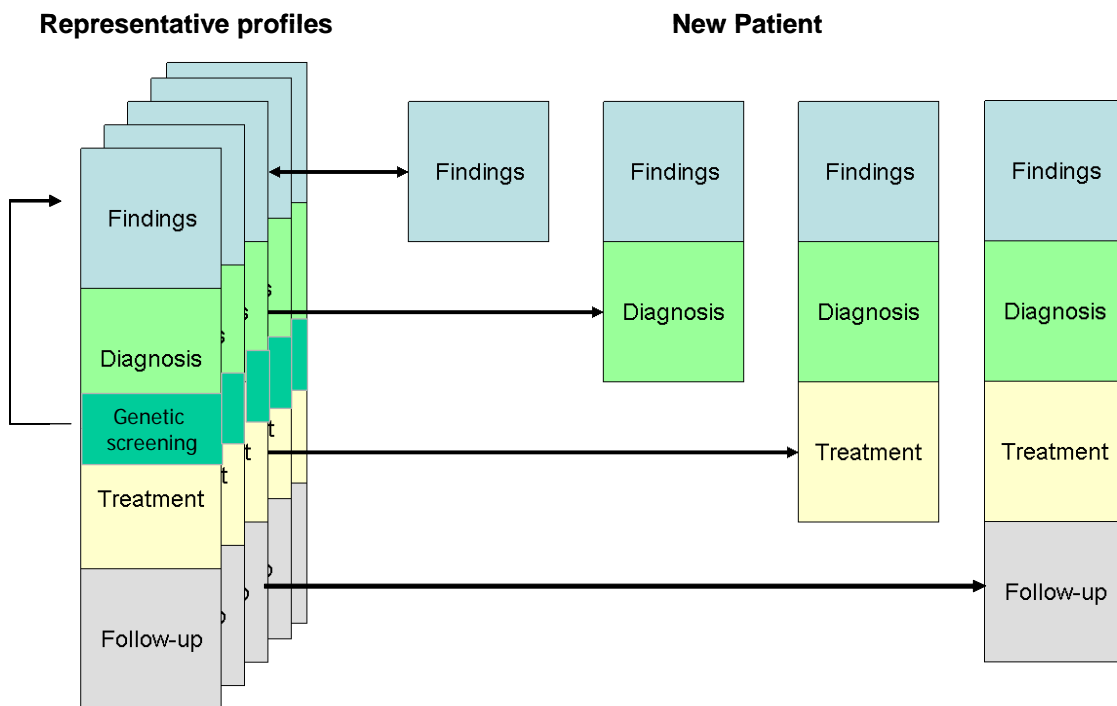 Representative profiles
New Patient
Findings
Diagnosis
Genetic
screening
Treatment
Follow-up
Findings
Findings
Diagnosis
Findings
Diagnosis
Treatment
Findings
Diagnosis
Treatment
Follow-up